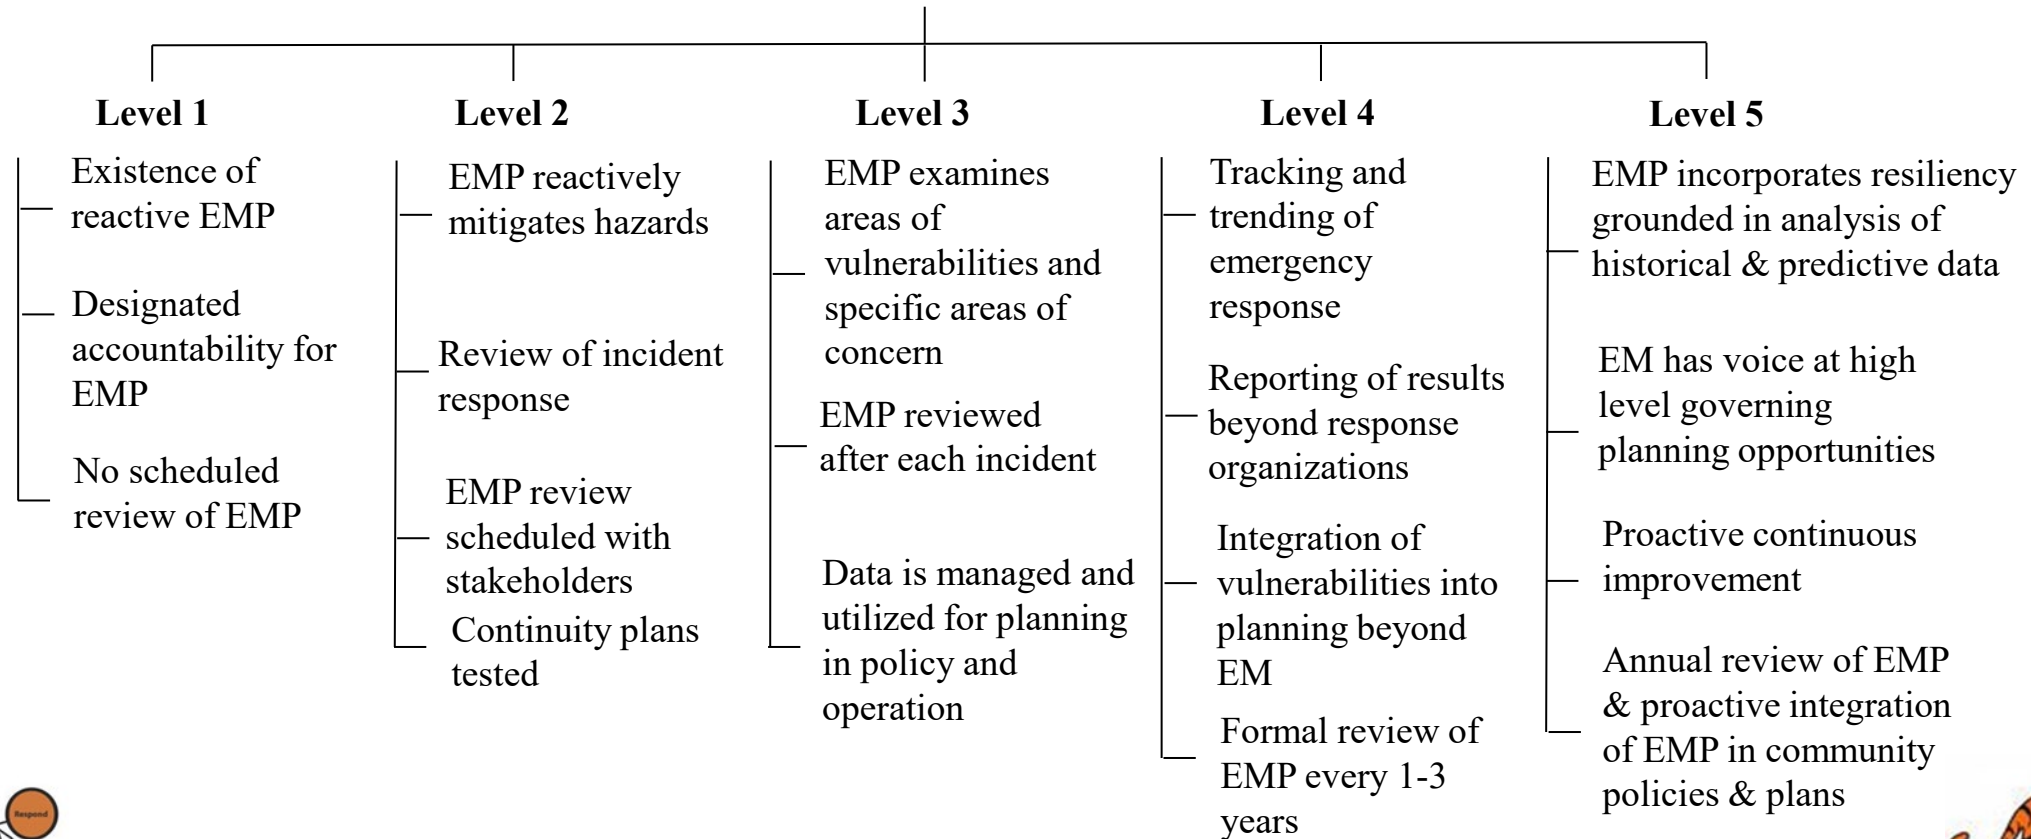 Level 1
Existence of
reactive EMP
Designated
accountability for
EMP
No scheduled
review of EMP
Level 2
EMP reactively
mitigates hazards
Review of incident
response
EMP review
scheduled with
stakeholders
Continuity plans
tested
Level 3
EMP examines
areas of
vulnerabilities and
specific areas of
concern
EMP reviewed
after each incident
Data is managed and
utilized for planning
in policy and
operation
Level 4
Tracking and
trending of
emergency
response
Reporting of results
beyond response
organizations
Integration of
vulnerabilities into
planning beyond
EM
Formal review of
EMP every 1-3
years
Level 5
EMP incorporates resiliency
grounded in analysis of
historical & predictive data
EM has voice at high
level governing
planning opportunities
Proactive continuous
improvement
Annual review of EMP
& proactive integration
of EMP in community
policies & plans
Respond